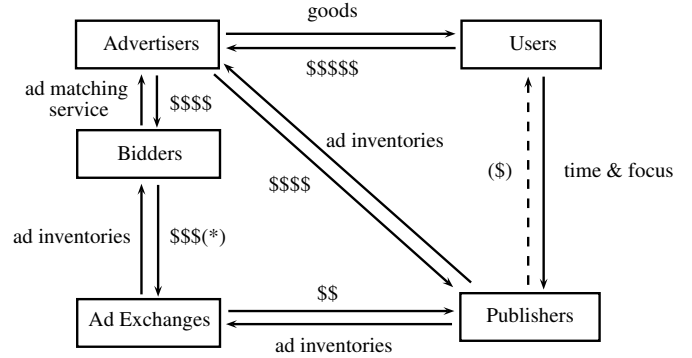 goods
Advertisers
Users
$$$$$
ad matching
service
$$$$
ad inventories
Bidders
($)
time & focus
$$$$
ad inventories
$$$(*)
$$
Ad Exchanges
Publishers
ad inventories